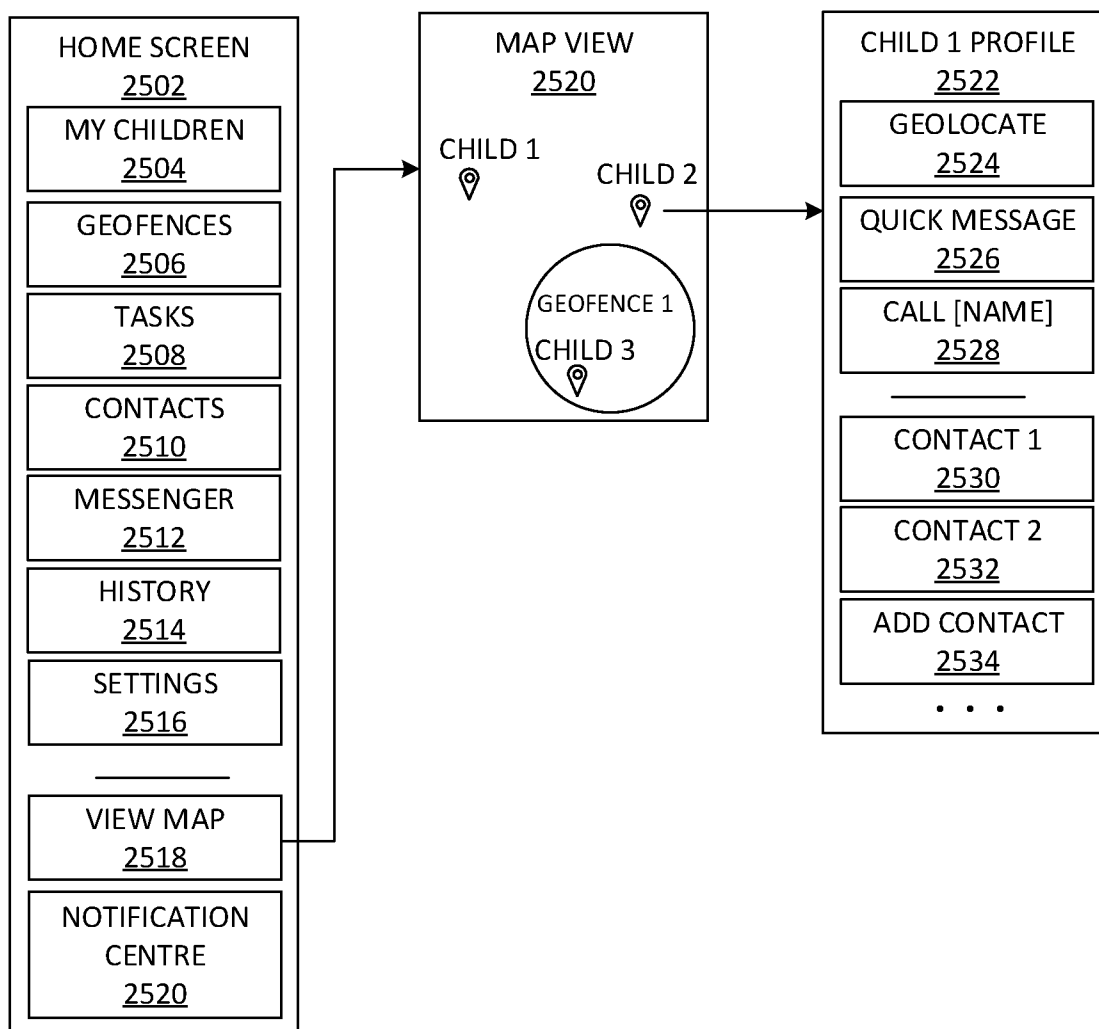 HOME SCREEN
2502
MY CHILDREN
2504
GEOFENCES
2506
TASKS
2508
CONTACTS
2510
MESSENGER
2512
HISTORY
2514
SETTINGS
2516
VIEW MAP
2518
NOTIFICATION
CENTRE
2520
MAP VIEW
2520
CHILD 1
CHILD 2
GEOFENCE 1
CHILD 3
CHILD 1 PROFILE
2522
GEOLOCATE
2524
QUICK MESSAGE
2526
CALL [NAME]
2528
CONTACT 1
2530
CONTACT 2
2532
ADD CONTACT
2534
. . .